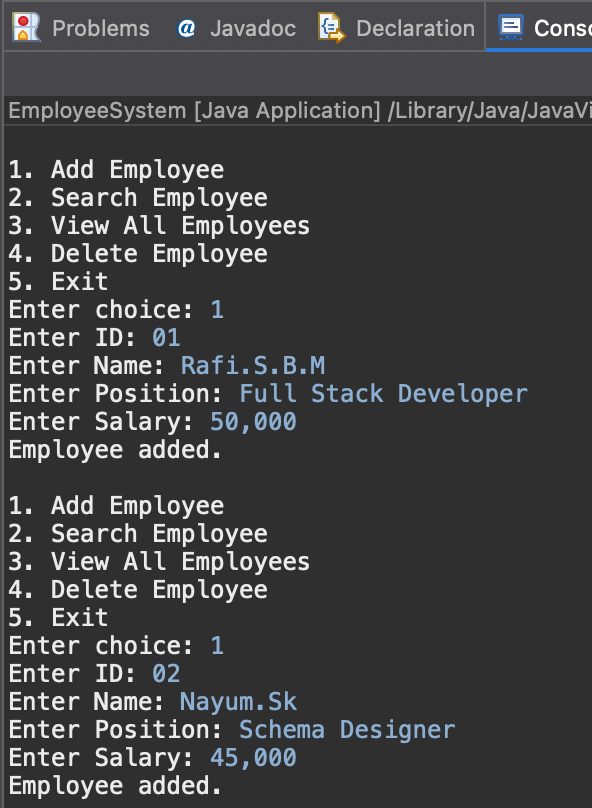 Problems @ Javadoc Declaration Conso
EmployeeSystem [Java Application] /Library/Java/JavaVi
1. Add Employee
2. Search Employee
3. View All Employees
4. Delete Employee
5. Exit
Enter choice: 1
Enter ID: 01
Enter Name: Rafi.S.B.M
Enter Position: Full Stack Developer
Enter Salary: 50,000
Employee added.
1. Add Employee
2. Search Employee
3. View All Employees
4. Delete Employee
5. Exit
Enter choice: 1
Enter ID: 02
Enter Name: Nayum.Sk
Enter Position: Schema Designer
Enter Salary: 45,000
Employee added.